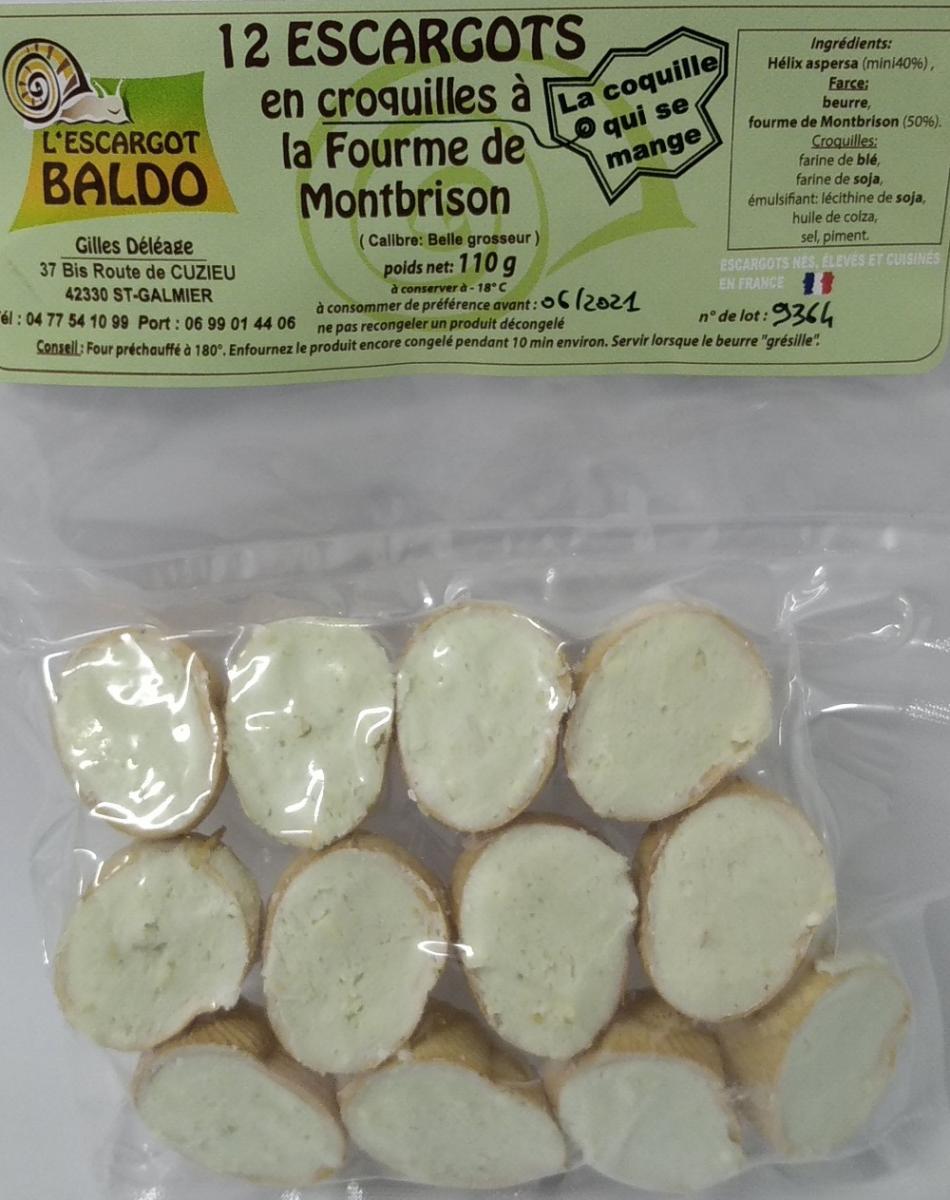 12 ESCARGOTS
en croquilles à
la Fourme de
Montbrison
( Calibre: Belle grosseur )
poids net: 110 g
à conserver à - 18° C
à consommer de préférence avant : 06/2021
ne pas recongeler un produit décongelé
La coquille
qui se
mange
L'ESCARGOT
BALDO
Gilles Déléage
37 Bis Route de CUZIEU
42330 ST-GALMIER
él : 04 77 54 10 99 Port : 06 99 01 44 06
Ingrédients:
Hélix aspersa (mini40%) ,
Farce:
beurre,
fourme de Montbrison (50%).
Croquilles:
farine de blé,
farine de soja,
émulsifiant: lécithine de soja,
huile de colza,
sel, piment.
ESCARGOTS NÉS, ÉLEVÉS ET CUISINÉS
EN FRANCE
n° de lot : 9364
Conseil : Four préchauffé à 180°. Enfournez le produit encore congelé pendant 10 min environ. Servir lorsque le beurre "grésille".